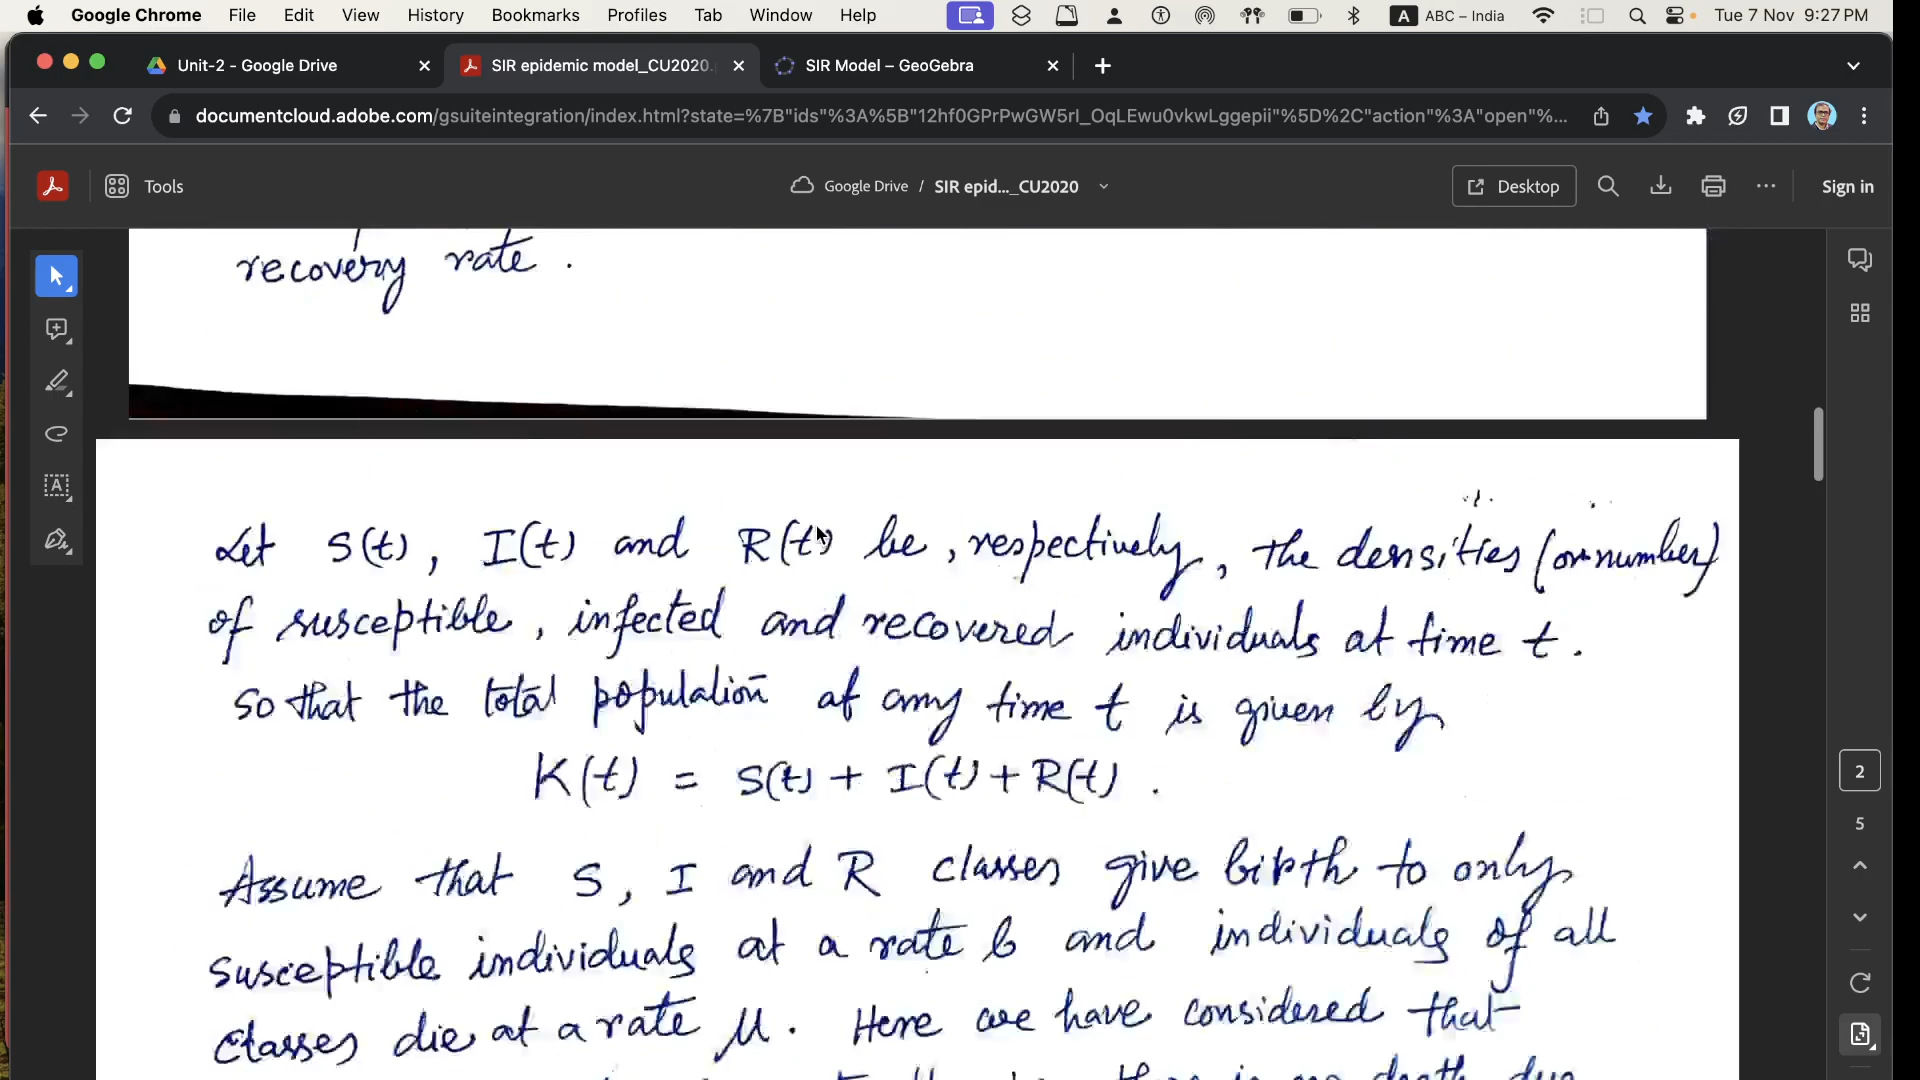 Google Chrome File Edit View History Bookmarks Profiles Tab Window Help A ABC – India Tue 7 Nov 9:27 PM
Unit-2 - Google Drive SIR epidemic model_CU2020. SIR Model – GeoGebra
documentcloud.adobe.com/gsuiteintegration/index.html?state=%7B"ids"%3A%5B"12hf0GPrPwGW5rl_OqLEwu0vkwLggepii"%5D%2C"action"%3A"open"%...
Tools Google Drive / SIR epid..._CU2020 Desktop Sign in
recovery rate .
Let S(t), I(t) and R(t) be, respectively, the densities (or number)
of susceptible, infected and recovered individuals at time t.
So that the total population at any time t is given by
K(t) = S(t) + I(t) + R(t) .
Assume that S, I and R classes give birth to only
susceptible individuals at a rate b and individuals of all
classes die at a rate μ. Here we have considered that
there is no death due
2
5